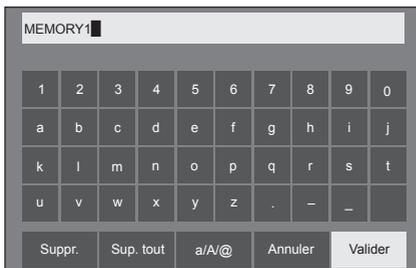 MEMORY1
1 2 3 4 5 6 7 8 9 0
a b c d e f g h i j
k l m n o p q r s t
u v w x y z . – _
Suppr. Sup. tout a/A/@ Annuler Valider